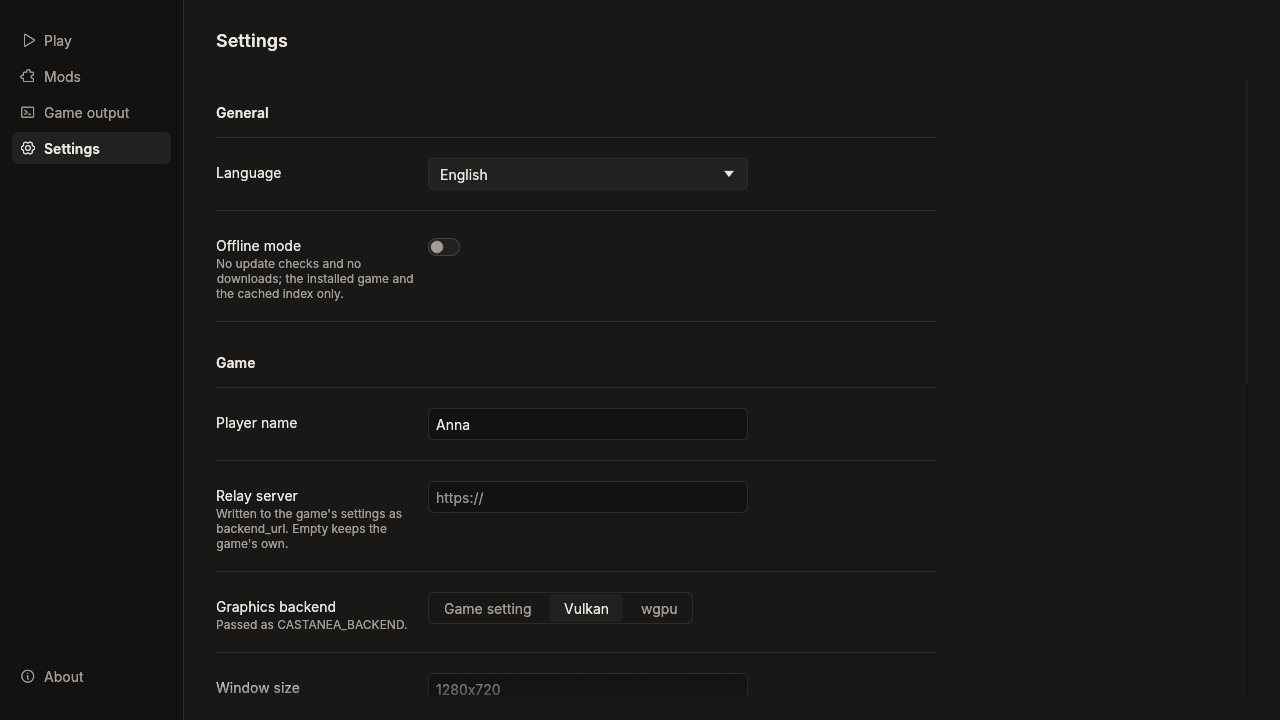 Play
Mods
Game output
Settings
About
Settings
General
Language
English
Offline mode
No update checks and no
downloads; the installed game and
the cached index only.
Game
Player name
Anna
Relay server
Written to the game's settings as
backend_url. Empty keeps the
game's own.
https://
Graphics backend
Passed as CASTANEA_BACKEND.
Game setting
Vulkan
wgpu
Window size
1280x720